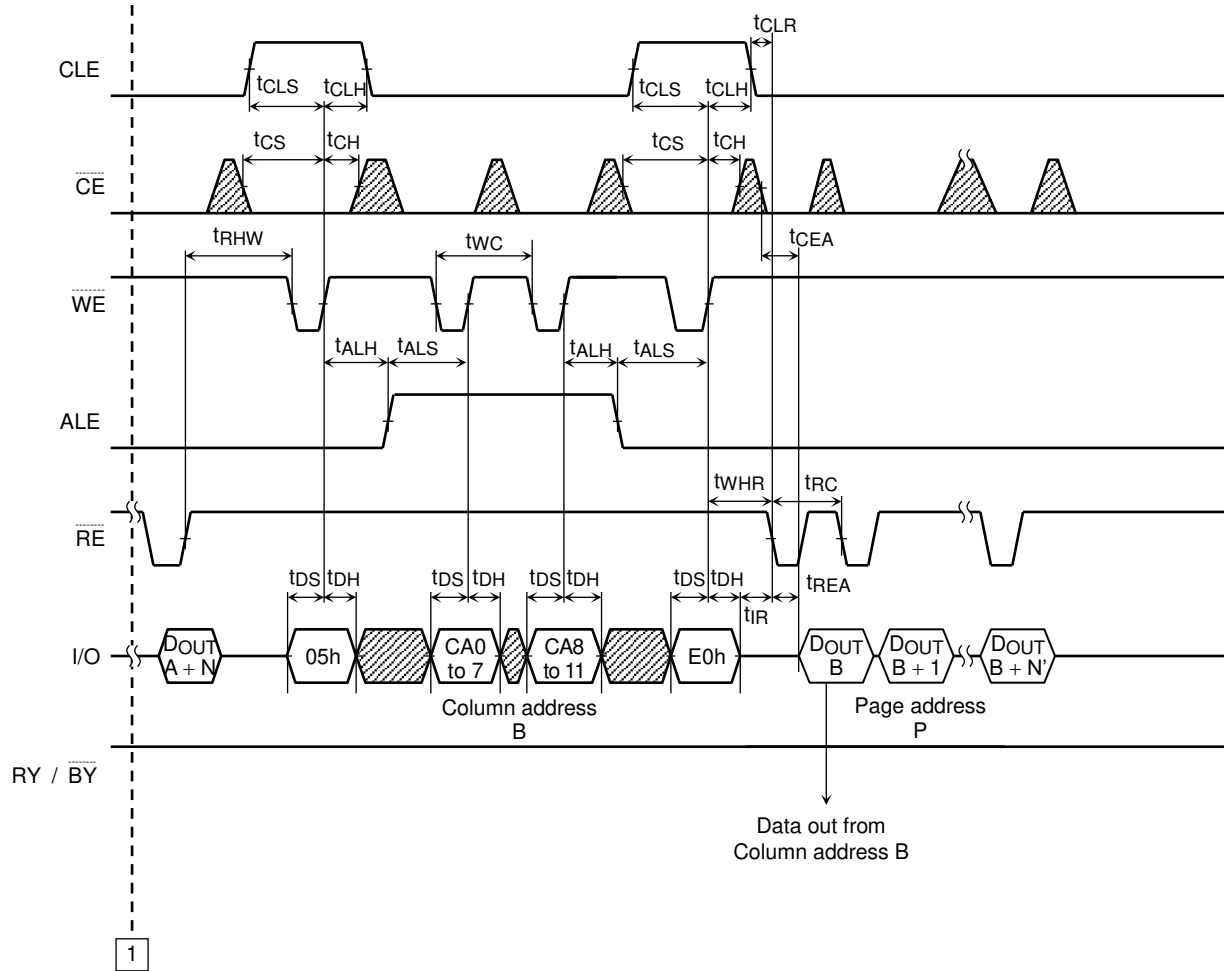 tCLR
CLE
tCLS tCLH tCLS tCLH
tCS tCH tCS tCH
CE
tCEA
tRHW tWC
WE
tALH tALS tALH tALS
ALE
tWHR tRC
RE
tDS tDH tDS tDH tDS tDH tDS tDH tREA
tIR
I/O
DOUT
A + N
05h
CA0
to 7
CA8
to 11
E0h
DOUT
B
DOUT
B + 1
DOUT
B + N’
Column address
B
Page address
P
RY / BY
Data out from
Column address B
1